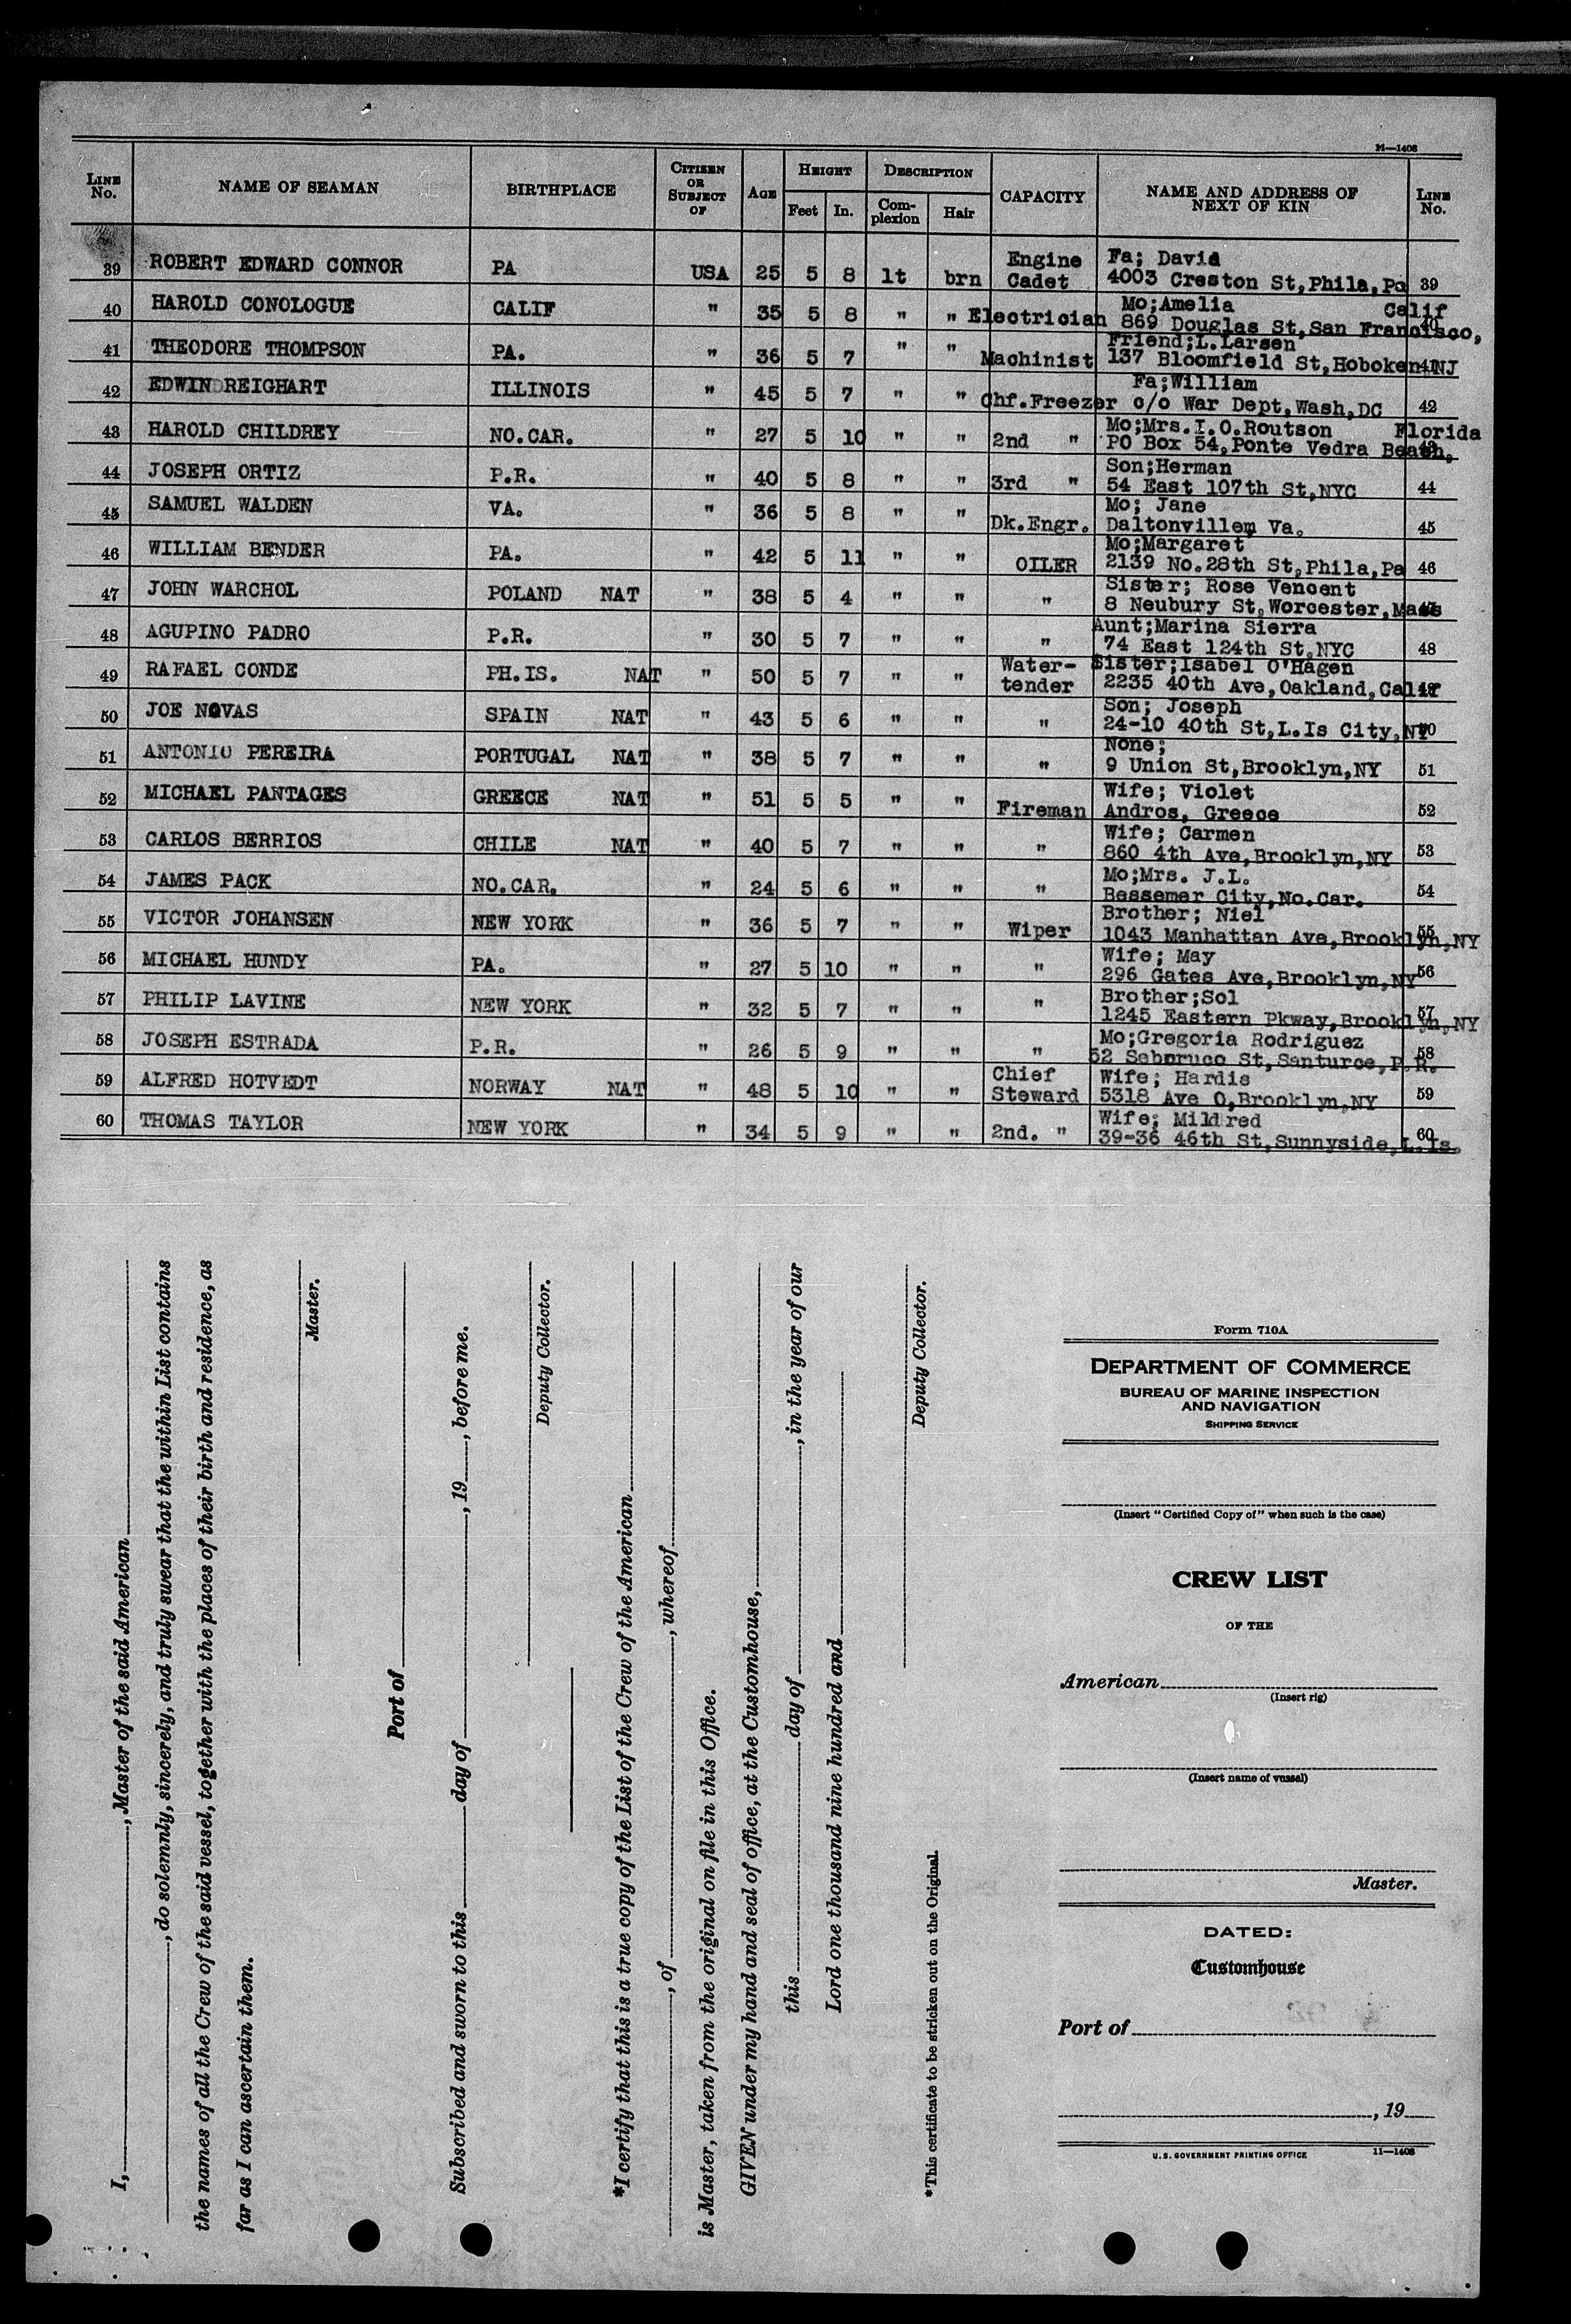 M—1408
LINE No. NAME OF SEAMAN BIRTHPLACE CITIZEN OR SUBJECT OF AGE HEIGHT Feet In. DESCRIPTION Com-plexion Hair CAPACITY NAME AND ADDRESS OF NEXT OF KIN LINE No.
39 ROBERT EDWARD CONNOR PA USA 25 5 8 lt brn Engine Cadet Fa; David
4003 Creston St,Phila,Pa 39
40 HAROLD CONOLOGUE CALIF " 35 5 8 " " Electrician Mo;Amelia Calif
869 Douglas St,San Francisco, 40
41 THEODORE THOMPSON PA. " 36 5 7 " " Machinist Friend;L.Larsen
137 Bloomfield St,Hoboken,NJ 41
42 EDWIN REIGHART ILLINOIS " 45 5 7 " " Chf.Freezer Fa;William
c/o War Dept,Wash,DC 42
43 HAROLD CHILDREY NO.CAR. " 27 5 10 " " 2nd " Mo;Mrs.I.O.Routson Florida
PO Box 54,Ponte Vedra Beach, 43
44 JOSEPH ORTIZ P.R. " 40 5 8 " " 3rd " Son;Herman
54 East 107th St,NYC 44
45 SAMUEL WALDEN VA. " 36 5 8 " " Dk.Engr. Mo; Jane
Daltonvillem Va. 45
46 WILLIAM BENDER PA. " 42 5 11 " " OILER Mo;Margaret
2139 No.28th St,Phila,Pa 46
47 JOHN WARCHOL POLAND NAT " 38 5 4 " " " Sister; Rose Vencent
8 Neubury St,Worcester,Mass 47
48 AGUPINO PADRO P.R. " 30 5 7 " " " Aunt;Marina Sierra
74 East 124th St,NYC 48
49 RAFAEL CONDE PH.IS. NAT " 50 5 7 " " Water-tender Sister;Isabel O'Hagen
2235 40th Ave,Oakland,Calif 49
50 JOE NOVAS SPAIN NAT " 43 5 6 " " " Son; Joseph
24-10 40th St,L.Is City,NY 50
51 ANTONIO PEREIRA PORTUGAL NAT " 38 5 7 " " " None;
9 Union St,Brooklyn,NY 51
52 MICHAEL PANTAGES GREECE NAT " 51 5 5 " " Fireman Wife; Violet
Andros, Greece 52
53 CARLOS BERRIOS CHILE NAT " 40 5 7 " " " Wife; Carmen
860 4th Ave,Brooklyn,NY 53
54 JAMES PACK NO.CAR. " 24 5 6 " " " Mo;Mrs. J.L.
Bessemer City,No.Car. 54
55 VICTOR JOHANSEN NEW YORK " 36 5 7 " " Wiper Brother; Niel
1043 Manhattan Ave,Brooklyn,NY 55
56 MICHAEL HUNDY PA. " 27 5 10 " " " Wife; May
296 Gates Ave,Brooklyn,NY 56
57 PHILIP LAVINE NEW YORK " 32 5 7 " " " Brother;Sol
1245 Eastern Pkway,Brooklyn,NY 57
58 JOSEPH ESTRADA P.R. " 26 5 9 " " " Mo;Gregoria Rodriguez
52 Seboruco St,Santurce,P.R. 58
59 ALFRED HOTVEDT NORWAY NAT " 48 5 10 " " Chief Steward Wife; Hardis
5318 Ave O,Brooklyn,NY 59
60 THOMAS TAYLOR NEW YORK " 34 5 9 " " 2nd. " Wife; Mildred
39-36 46th St,Sunnyside,L.Is. 60
I, , Master of the said American
, do solemnly, sincerely, and truly swear that the within List contains
the names of all the Crew of the said vessel, together with the places of their birth and residence, as
far as I can ascertain them.
Master.
Port of
Subscribed and sworn to this day of , 19 , before me.
Deputy Collector.
*I certify that this is a true copy of the List of the Crew of the American
, of , whereof
is Master, taken from the original on file in this Office.
GIVEN under my hand and seal of office, at the Customhouse,
this day of , in the year of our
Lord one thousand nine hundred and
Deputy Collector.
*This certificate to be stricken out on the Original.
Form 710A
DEPARTMENT OF COMMERCE
BUREAU OF MARINE INSPECTION
AND NAVIGATION
SHIPPING SERVICE
(Insert "Certified Copy of" when such is the case)
CREW LIST
OF THE
American
(Insert rig)
(Insert name of vessel)
Master.
DATED:
Customhouse
Port of
, 19
U.S. GOVERNMENT PRINTING OFFICE 11—1408